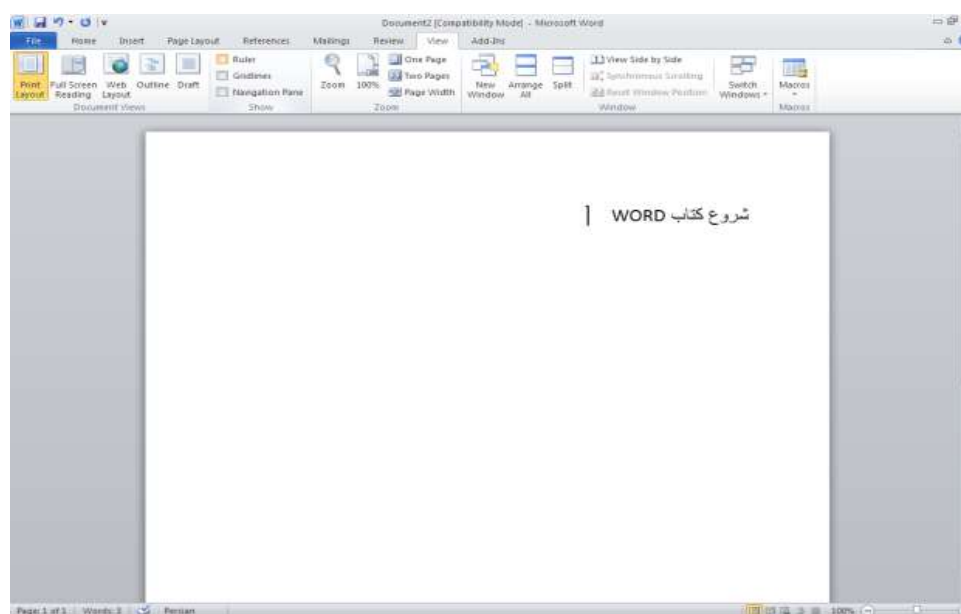 Document2 [Compatibility Mode] - Microsoft Word
File Home Insert Page Layout References Mailings Review View Add-Ins
Print Layout Full Screen Reading Web Layout Outline Draft
Document Views
Ruler
Gridlines
Navigation Pane
Show
Zoom 100% One Page
Two Pages
Page Width
Zoom
New Window Arrange All Split
View Side by Side
Synchronous Scrolling
Reset Window Position
Switch Windows
Window
Macros
Macros
شروع کتاب WORD
Page: 1 of 1 Words: 3 Persian 100%